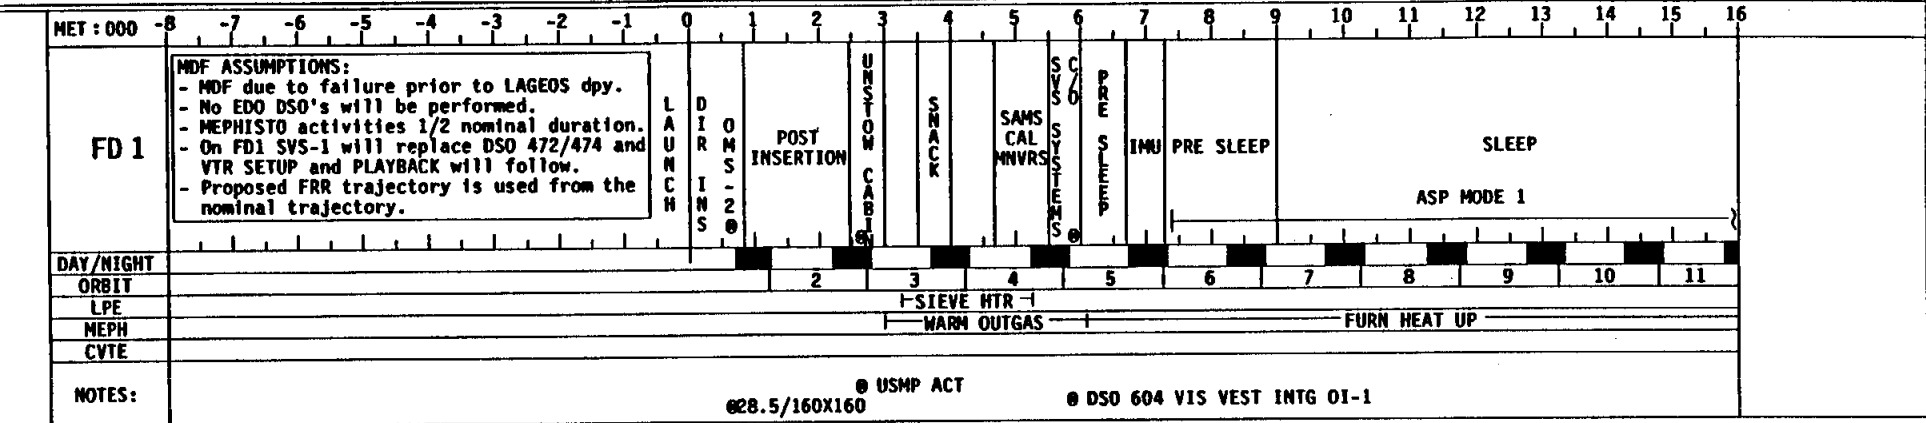 MET : 000 -8 -7 -6 -5 -4 -3 -2 -1 0 1 2 3 4 5 6 7 8 9 10 11 12 13 14 15 16
FD 1
MDF ASSUMPTIONS:
- MDF due to failure prior to LAGEOS dpy.
- No EDO DSO's will be performed.
- MEPHISTO activities 1/2 nominal duration.
- On FD1 SVS-1 will replace DSO 472/474 and
VTR SETUP and PLAYBACK will follow.
- Proposed FRR trajectory is used from the
nominal trajectory.
LAUNCH
DIR INS
OMS-2@
POST
INSERTION
UNSTOW CABIN
@
SNACK
SAMS
CAL
MNVRS
SVS SYSTEMS
C/O
@
PRE SLEEP
IMU
PRE SLEEP
SLEEP
ASP MODE 1
DAY/NIGHT
ORBIT 2 3 4 5 6 7 8 9 10 11
LPE SIEVE HTR
MEPH WARM OUTGAS FURN HEAT UP
CVTE
NOTES:
@ USMP ACT
@28.5/160X160
@ DSO 604 VIS VEST INTG OI-1